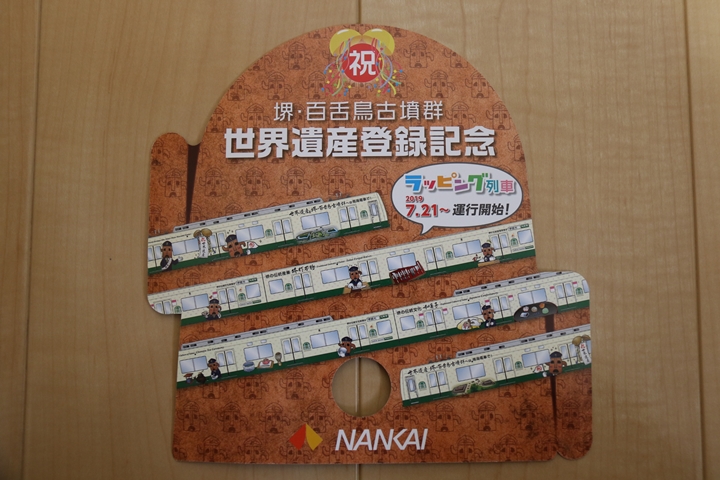 祝
堺・百舌鳥古墳群
世界遺産登録記念
ラッピング列車
2019
7.21〜運行開始!
NANKAI